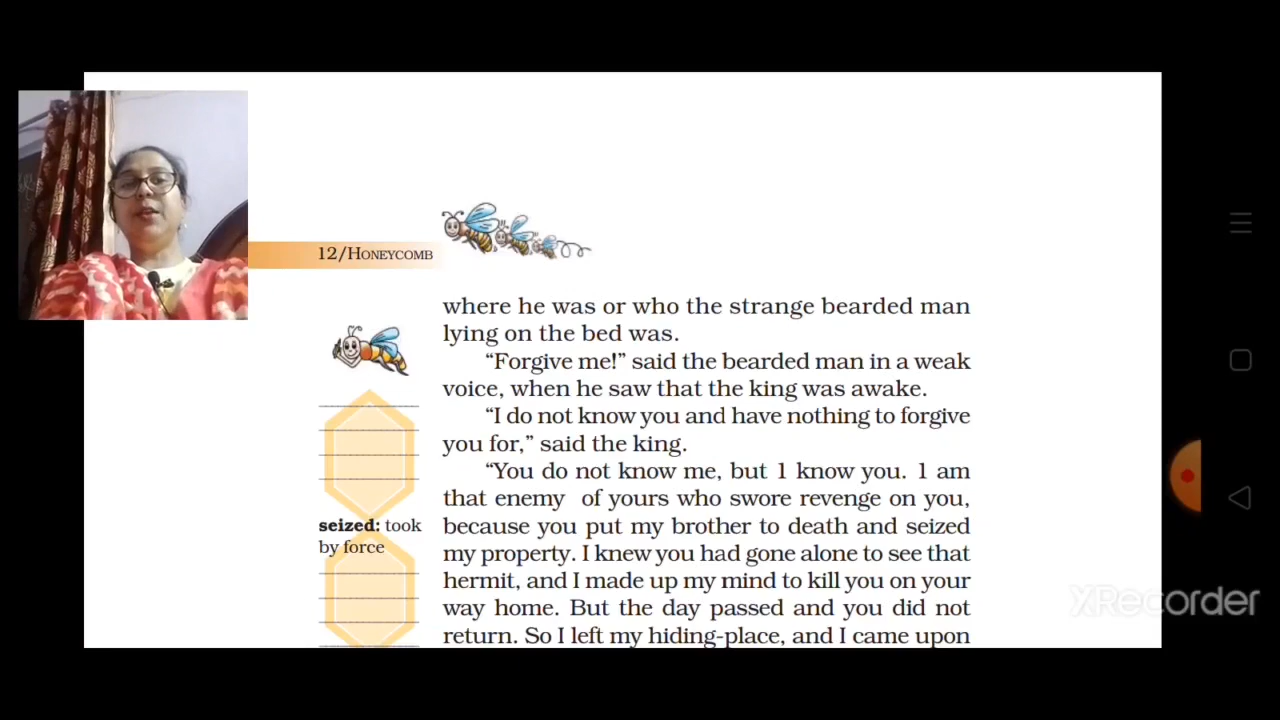 12/HONEYCOMB
where he was or who the strange bearded man
lying on the bed was.
“Forgive me!” said the bearded man in a weak
voice, when he saw that the king was awake.
“I do not know you and have nothing to forgive
you for,” said the king.
“You do not know me, but 1 know you. 1 am
that enemy of yours who swore revenge on you,
because you put my brother to death and seized
my property. I knew you had gone alone to see that
hermit, and I made up my mind to kill you on your
way home. But the day passed and you did not
return. So I left my hiding-place, and I came upon
seized: took
by force
XRecorder